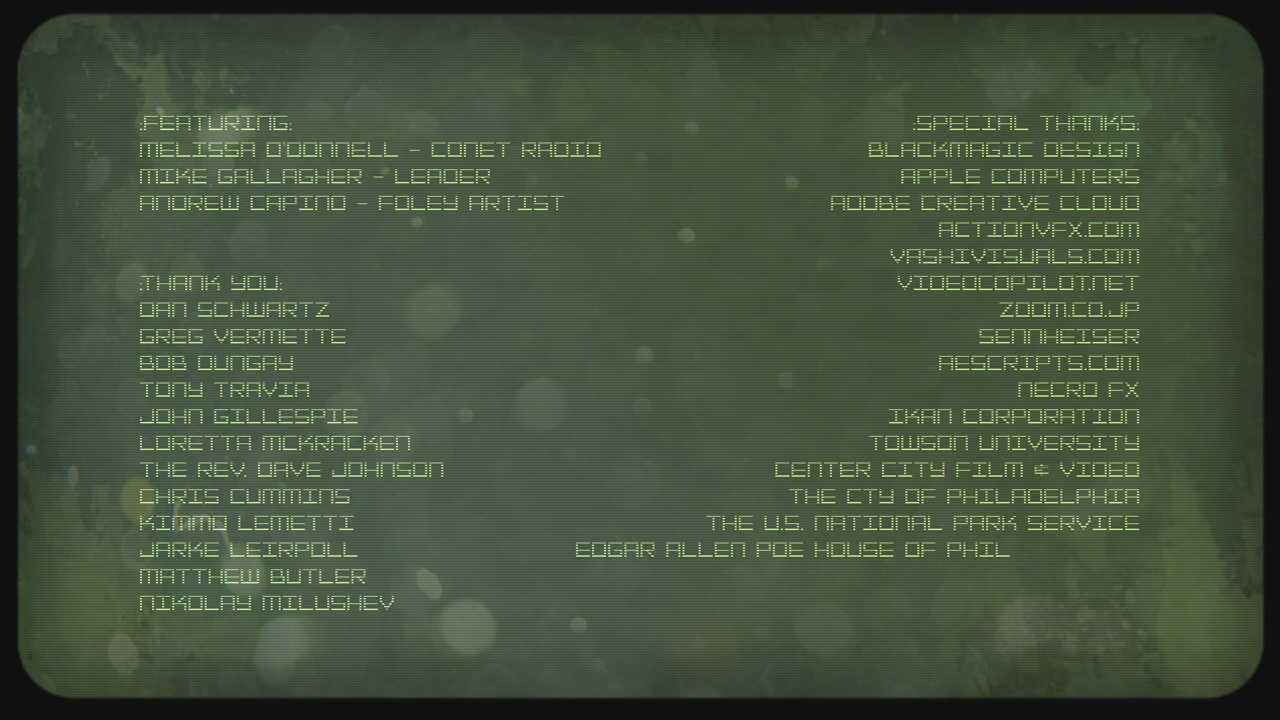 :FEATURING:
MELISSA O'DONNELL - CONET RADIO
MIKE GALLAGHER - LEADER
ANDREW CAPINO - FOLEY ARTIST
:THANK YOU:
DAN SCHWARTZ
GREG VERMETTE
BOB DUNGAY
TONY TRAVIA
JOHN GILLESPIE
LORETTA MCKRACKEN
THE REV. DAVE JOHNSON
CHRIS CUMMINS
KIMMO LEMETTI
JARKE LEIRPOLL
MATTHEW BUTLER
NIKOLAY MILUSHEV
:SPECIAL THANKS:
BLACKMAGIC DESIGN
APPLE COMPUTERS
ADOBE CREATIVE CLOUD
ACTIONVFX.COM
VASHIVISUALS.COM
VIDEOCOPILOT.NET
ZOOM.CO.JP
SENNHEISER
AESCRIPTS.COM
NECRO FX
IKAN CORPORATION
TOWSON UNIVERSITY
CENTER CITY FILM & VIDEO
THE CTY OF PHILADELPHIA
THE U.S. NATIONAL PARK SERVICE
EDGAR ALLEN POE HOUSE OF PHIL